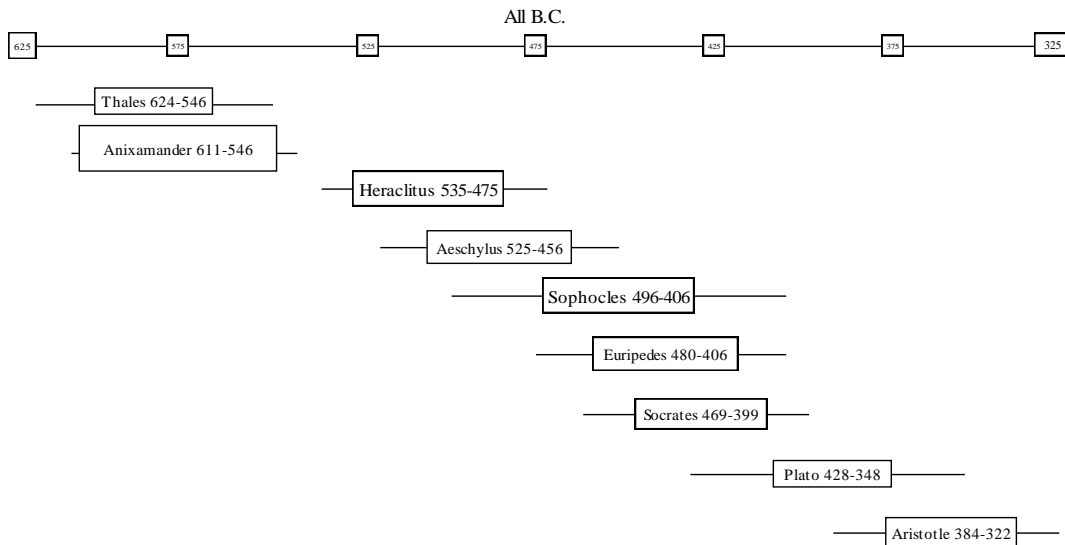 All B.C.
625 575 525 475 425 375 325
Thales 624-546
Anixamander 611-546
Heraclitus 535-475
Aeschylus 525-456
Sophocles 496-406
Euripedes 480-406
Socrates 469-399
Plato 428-348
Aristotle 384-322